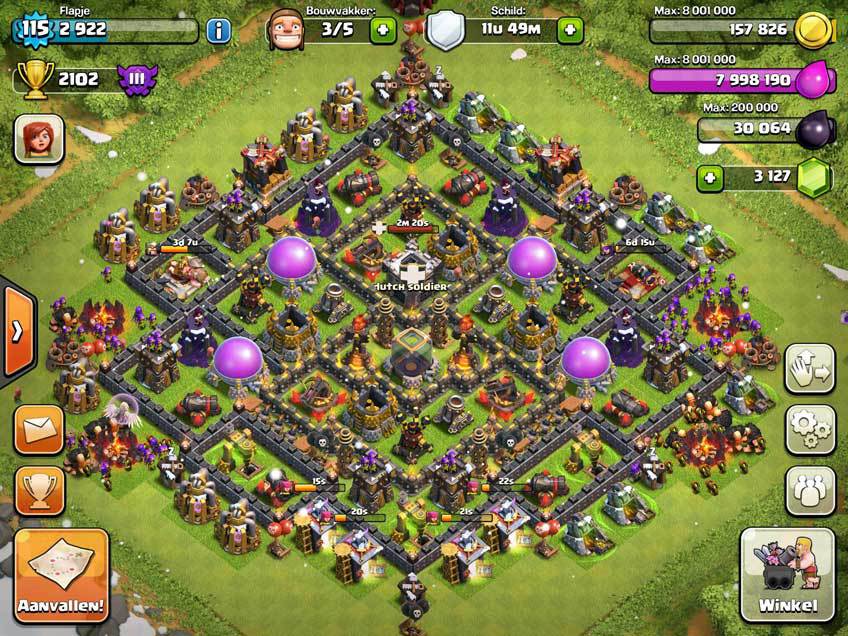 Flapje
115 2 922
Bouwvakker:
3/5
Schild:
11u 49m
Max: 8 001 000
157 826
2102
III
Max: 8 001 000
7 998 190
Max: 200 000
30 064
3 127
Z
Z
2m 20s
3d 7u
6d 15u
Z
Z
15s
22s
20s
21s
Aanvallen!
Winkel